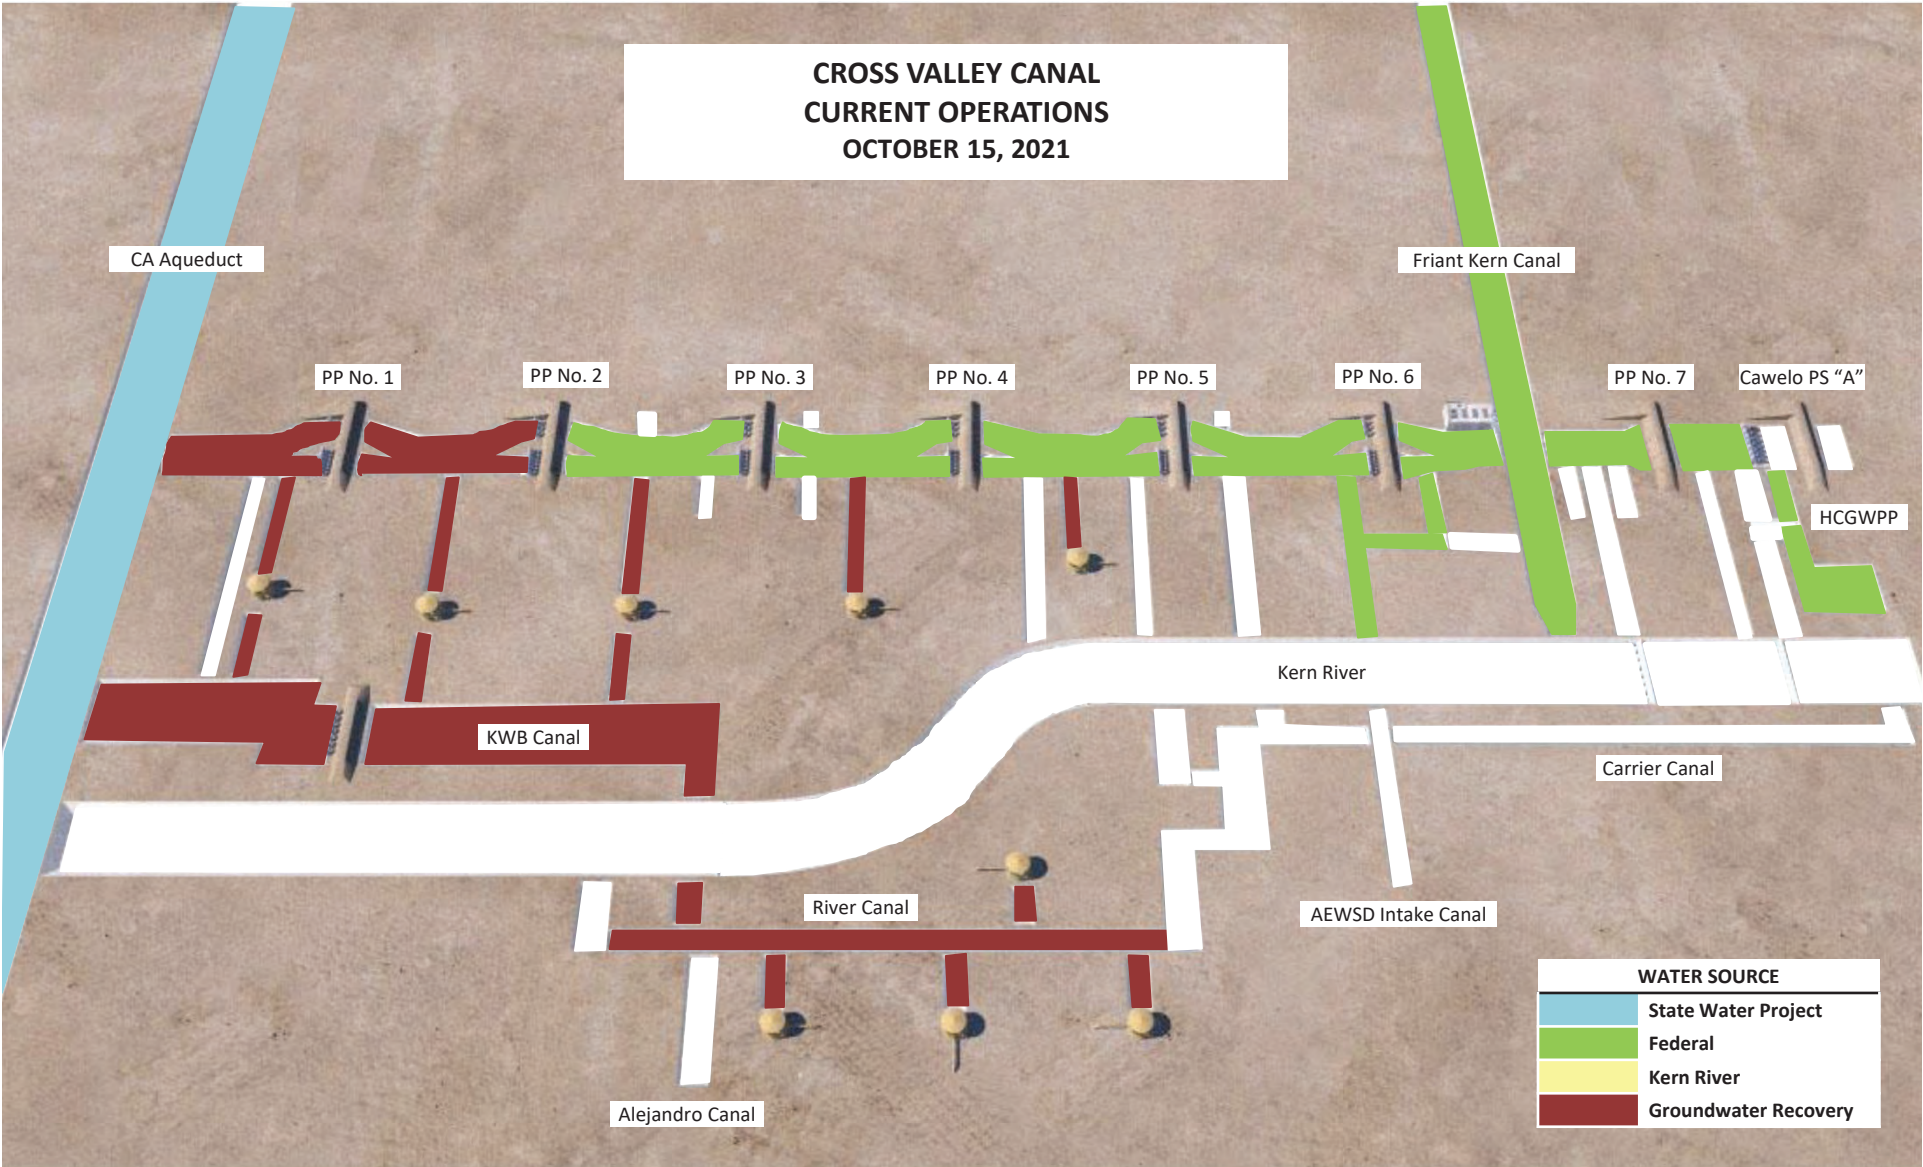 CROSS VALLEY CANAL
CURRENT OPERATIONS
OCTOBER 15, 2021
CA Aqueduct
Friant Kern Canal
PP No. 1
PP No. 2
PP No. 3
PP No. 4
PP No. 5
PP No. 6
PP No. 7
Cawelo PS “A”
HCGWPP
Kern River
KWB Canal
Carrier Canal
River Canal
AEWSD Intake Canal
Alejandro Canal
WATER SOURCE
State Water Project
Federal
Kern River
Groundwater Recovery